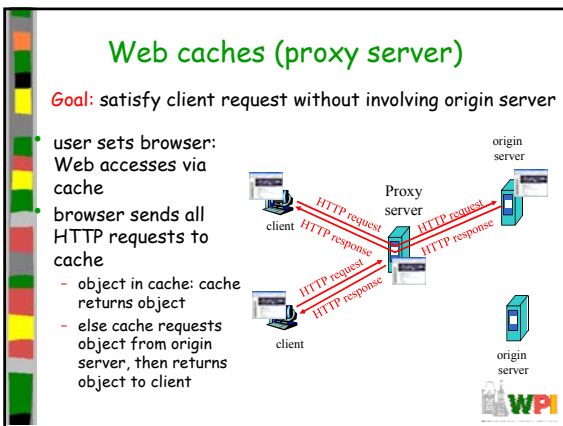 Web caches (proxy server)
Goal: satisfy client request without involving origin server
• user sets browser:
Web accesses via
cache
• browser sends all
HTTP requests to
cache
– object in cache: cache
returns object
– else cache requests
object from origin
server, then returns
object to client
origin
server
Proxy
server
client
HTTP request
HTTP response
HTTP request
HTTP response
HTTP request
HTTP response
client
origin
server
WPI